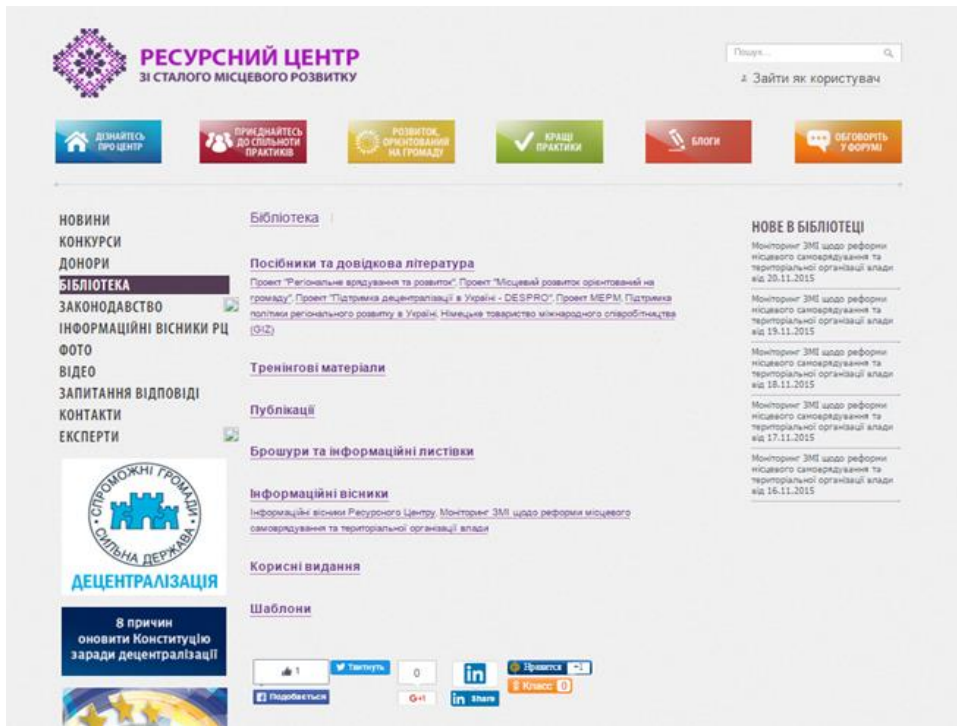 РЕСУРСНИЙ ЦЕНТР
ЗІ СТАЛОГО МІСЦЕВОГО РОЗВИТКУ
Пошук...
Зайти як користувач
ДІЗНАЙТЕСЬ
ПРО ЦЕНТР
ПРИЄДНАЙТЕСЬ
ДО СПІЛЬНОТИ
ПРАКТИКІВ
РОЗВИТОК,
ОРІЄНТОВАНИЙ
НА ГРОМАДУ
КРАЩІ
ПРАКТИКИ
БЛОГИ
ОБГОВОРІТЬ
У ФОРУМІ
НОВИНИ
КОНКУРСИ
ДОНОРИ
БІБЛІОТЕКА
ЗАКОНОДАВСТВО
ІНФОРМАЦІЙНІ ВІСНИКИ РЦ
ФОТО
ВІДЕО
ЗАПИТАННЯ ВІДПОВІДІ
КОНТАКТИ
ЕКСПЕРТИ
СПРОМОЖНІ ГРОМАДИ
СИЛЬНА ДЕРЖАВА
ДЕЦЕНТРАЛІЗАЦІЯ
8 причин
оновити Конституцію
заради децентралізації
Бібліотека
Посібники та довідкова література
Проект "Регіональне врядування та розвиток", Проект "Місцевий розвиток орієнтований на
громаду", Проект "Підтримка децентралізації в Україні - DESPRO", Проект МЕРМ, Підтримка
політики регіонального розвитку в Україні, Німецьке товариство міжнародного співробітництва
(GIZ)
Тренінгові матеріали
Публікації
Брошури та інформаційні листівки
Інформаційні вісники
Інформаційні вісники Ресурсного Центру, Моніторинг ЗМІ щодо реформи місцевого
самоврядування та територіальної організації влади
Корисні видання
Шаблони
1
Подобається
Твитнуть
0
G+1
in
in Share
Нравится
Класс 0
НОВЕ В БІБЛІОТЕЦІ
Моніторинг ЗМІ щодо реформи
місцевого самоврядування та
територіальної організації влади
від 20.11.2015
Моніторинг ЗМІ щодо реформи
місцевого самоврядування та
територіальної організації влади
від 19.11.2015
Моніторинг ЗМІ щодо реформи
місцевого самоврядування та
територіальної організації влади
від 18.11.2015
Моніторинг ЗМІ щодо реформи
місцевого самоврядування та
територіальної організації влади
від 17.11.2015
Моніторинг ЗМІ щодо реформи
місцевого самоврядування та
територіальної організації влади
від 16.11.2015